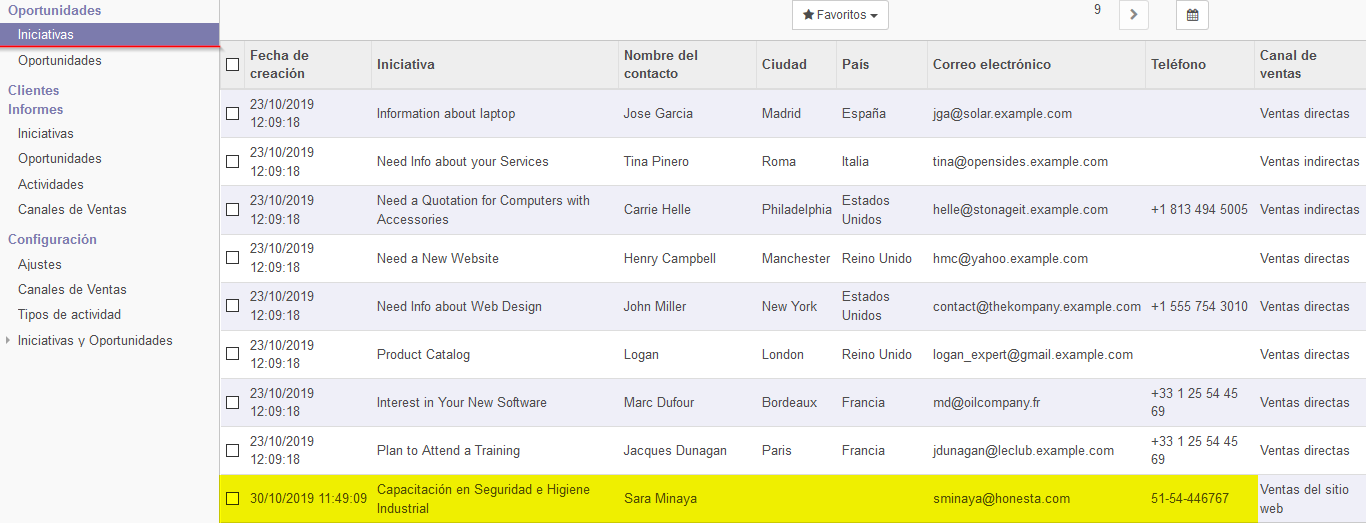 Oportunidades
Iniciativas
Oportunidades
Clientes
Informes
Iniciativas
Oportunidades
Actividades
Canales de Ventas
Configuración
Ajustes
Canales de Ventas
Tipos de actividad
Iniciativas y Oportunidades
Favoritos
9
Fecha de creación Iniciativa Nombre del contacto Ciudad País Correo electrónico Teléfono Canal de ventas
23/10/2019 12:09:18 Information about laptop Jose Garcia Madrid España jga@solar.example.com Ventas directas
23/10/2019 12:09:18 Need Info about your Services Tina Pinero Roma Italia tina@opensides.example.com Ventas indirectas
23/10/2019 12:09:18 Need a Quotation for Computers with Accessories Carrie Helle Philadelphia Estados Unidos helle@stonageit.example.com +1 813 494 5005 Ventas indirectas
23/10/2019 12:09:18 Need a New Website Henry Campbell Manchester Reino Unido hmc@yahoo.example.com Ventas directas
23/10/2019 12:09:18 Need Info about Web Design John Miller New York Estados Unidos contact@thekompany.example.com +1 555 754 3010 Ventas directas
23/10/2019 12:09:18 Product Catalog Logan London Reino Unido logan_expert@gmail.example.com Ventas directas
23/10/2019 12:09:18 Interest in Your New Software Marc Dufour Bordeaux Francia md@oilcompany.fr +33 1 25 54 45 69 Ventas directas
23/10/2019 12:09:18 Plan to Attend a Training Jacques Dunagan Paris Francia jdunagan@leclub.example.com +33 1 25 54 45 69 Ventas directas
30/10/2019 11:49:09 Capacitación en Seguridad e Higiene Industrial Sara Minaya sminaya@honesta.com 51-54-446767 Ventas del sitio web